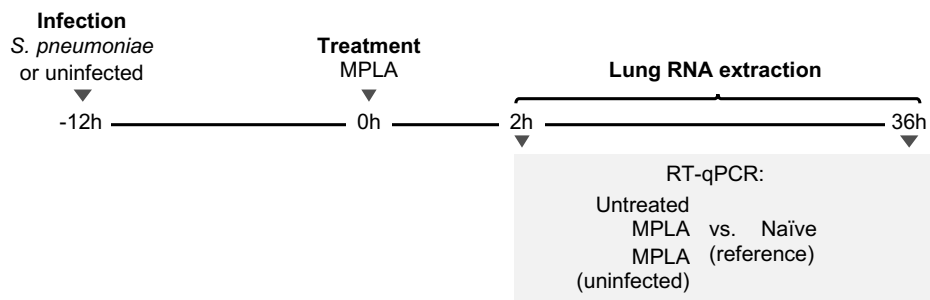 Infection
S. pneumoniae
or uninfected
Treatment
MPLA
Lung RNA extraction
-12h
0h
2h
36h
RT-qPCR:
Untreated
MPLA vs. Naïve
MPLA (reference)
(uninfected)